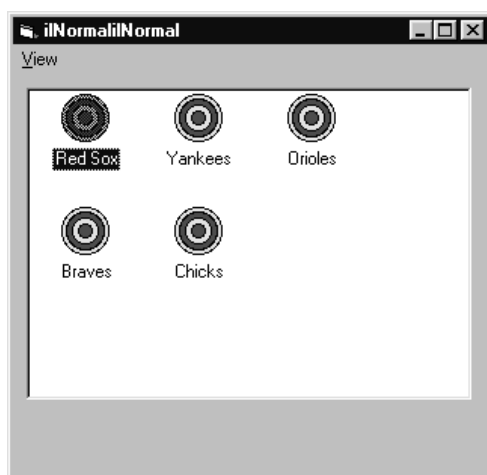 ilNormalilNormal
View
Red Sox Yankees Orioles
Braves Chicks